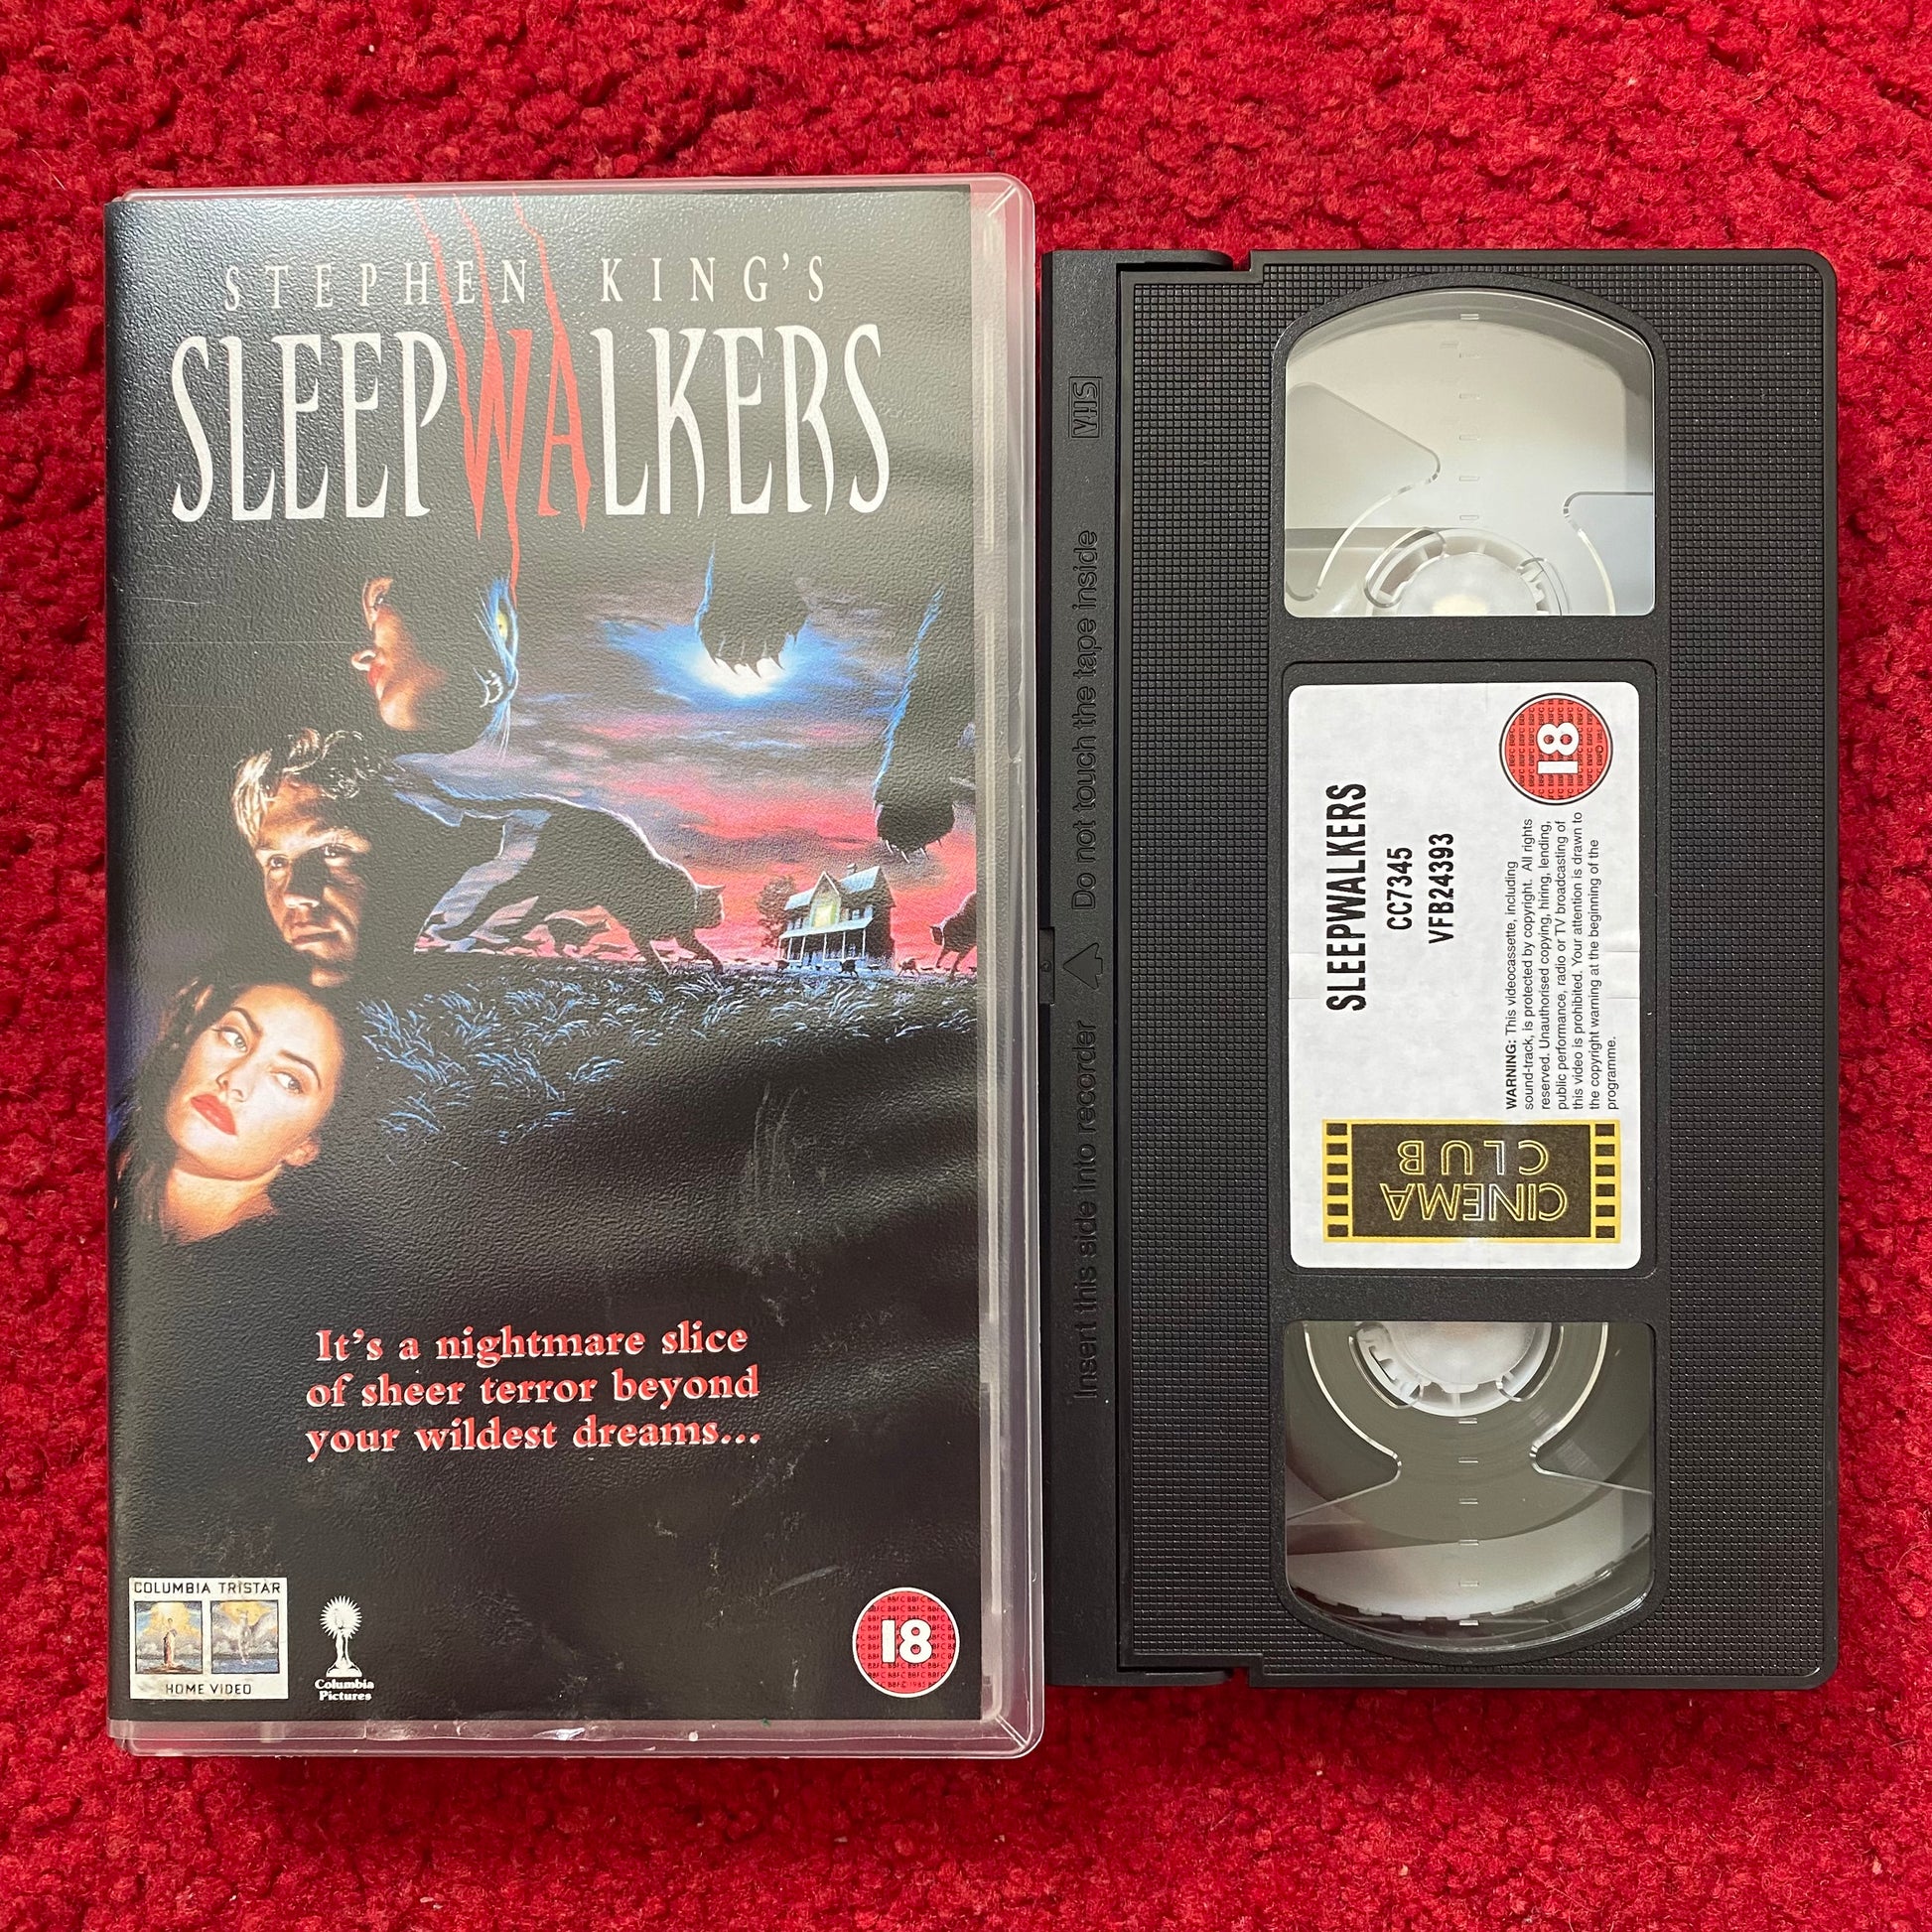 STEPHEN KING'S
SLEEPWALKERS
It's a nightmare slice
of sheer terror beyond
your wildest dreams...
COLUMBIA TRISTAR
HOME VIDEO
Columbia
Pictures
18
VHS
Do not touch the tape inside
Insert this side into recorder
SLEEPWALKERS
CC7345
VFB24393
18
WARNING: This videocassette, including
sound-track, is protected by copyright. All rights
reserved. Unauthorised copying, hiring, lending,
public performance, radio or TV broadcasting of
this video is prohibited. Your attention is drawn to
the copyright warning at the beginning of the
programme.
CINEMA
CLUB